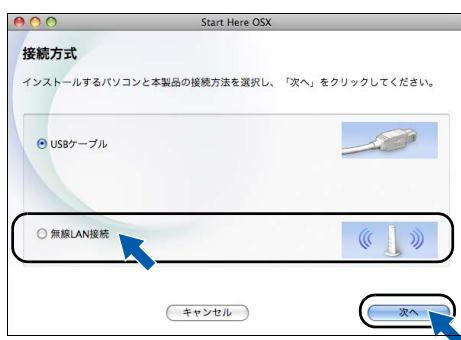 Start Here OSX
接続方式
インストールするパソコンと本製品の接続方法を選択し、「次へ」をクリックしてください。
USBケーブル
無線LAN接続
キャンセル
次へ